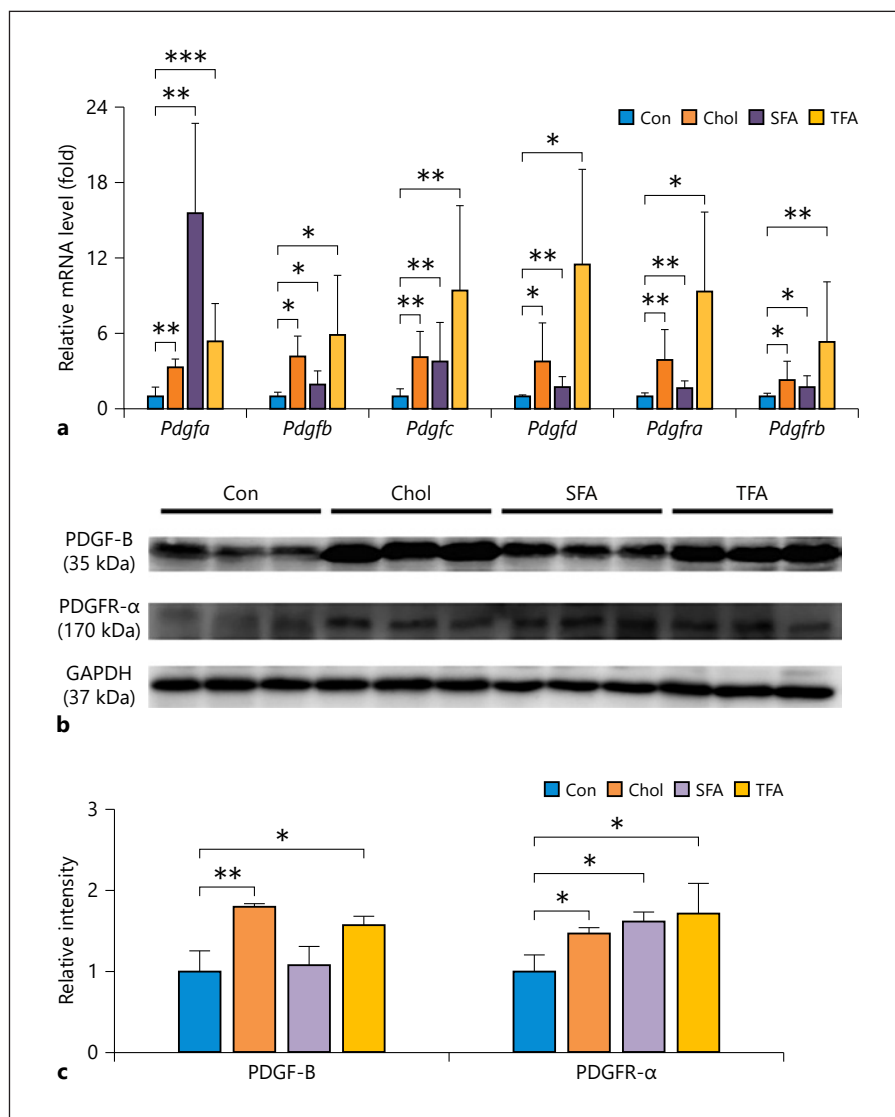 ***
**
24
Con Chol SFA TFA
*
18
** *
**
Relative mRNA level (fold)
12
*
** **
* *
** **
6
** * ** * *
0
a
Pdgfa Pdgfb Pdgfc Pdgfd Pdgfra Pdgfrb
Con Chol SFA TFA
PDGF-B
(35 kDa)
PDGFR-α
(170 kDa)
GAPDH
(37 kDa)
b
Con Chol SFA TFA
3
* *
*
**
2
*
Relative intensity
1
0
c
PDGF-B PDGFR-α